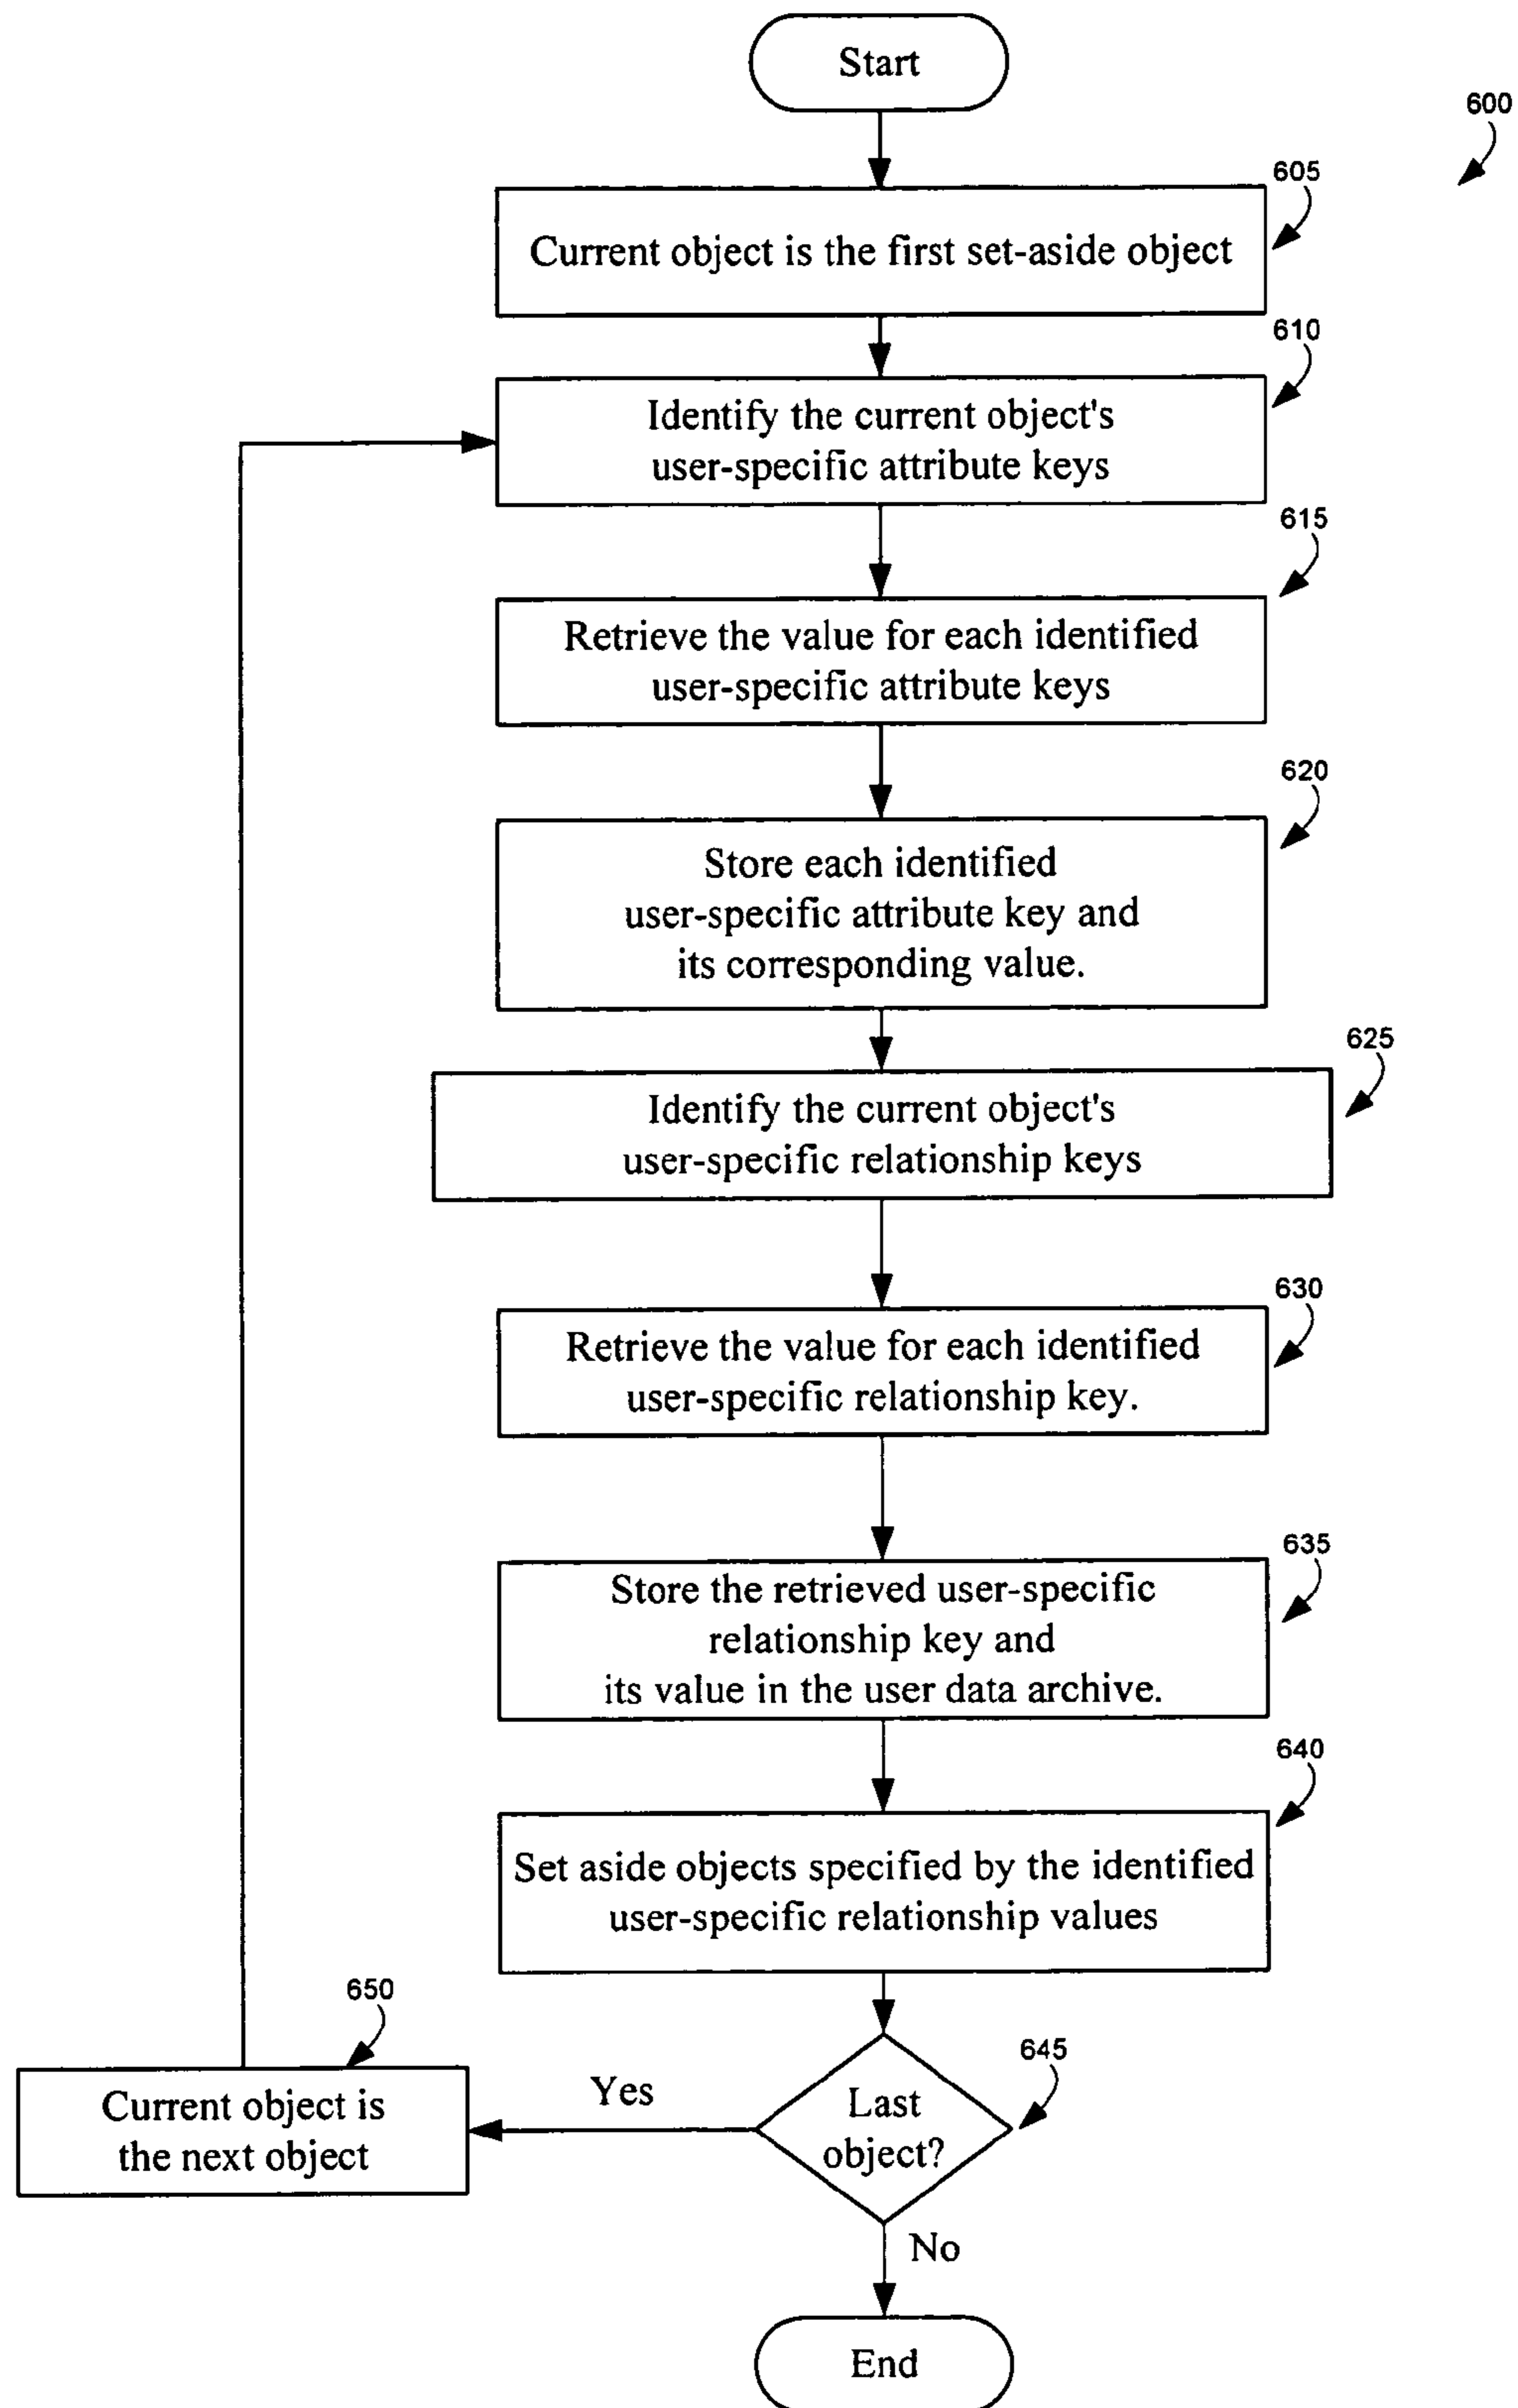 Start
600
605
Current object is the first set-aside object
610
Identify the current object's
user-specific attribute keys
615
Retrieve the value for each identified
user-specific attribute keys
620
Store each identified
user-specific attribute key and
its corresponding value.
625
Identify the current object's
user-specific relationship keys
630
Retrieve the value for each identified
user-specific relationship key.
635
Store the retrieved user-specific
relationship key and
its value in the user data archive.
640
Set aside objects specified by the identified
user-specific relationship values
650
Current object is
the next object
Yes
645
Last
object?
No
End